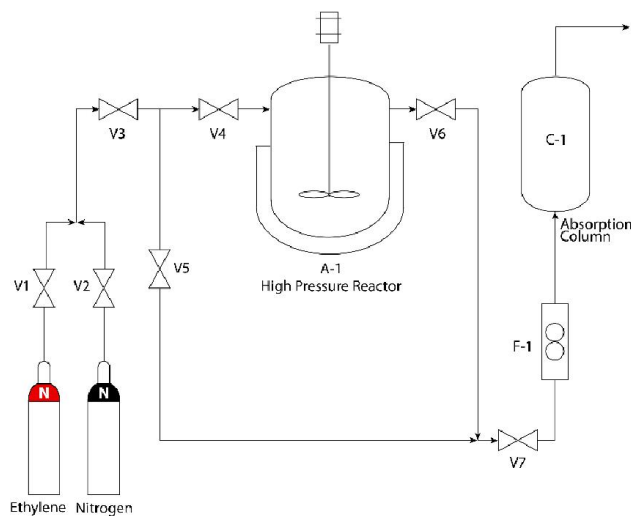 C-1
V3
V4
V6
Absorption
Column
V1
V2
V5
A-1
High Pressure Reactor
F-1
N
N
V7
Ethylene
Nitrogen